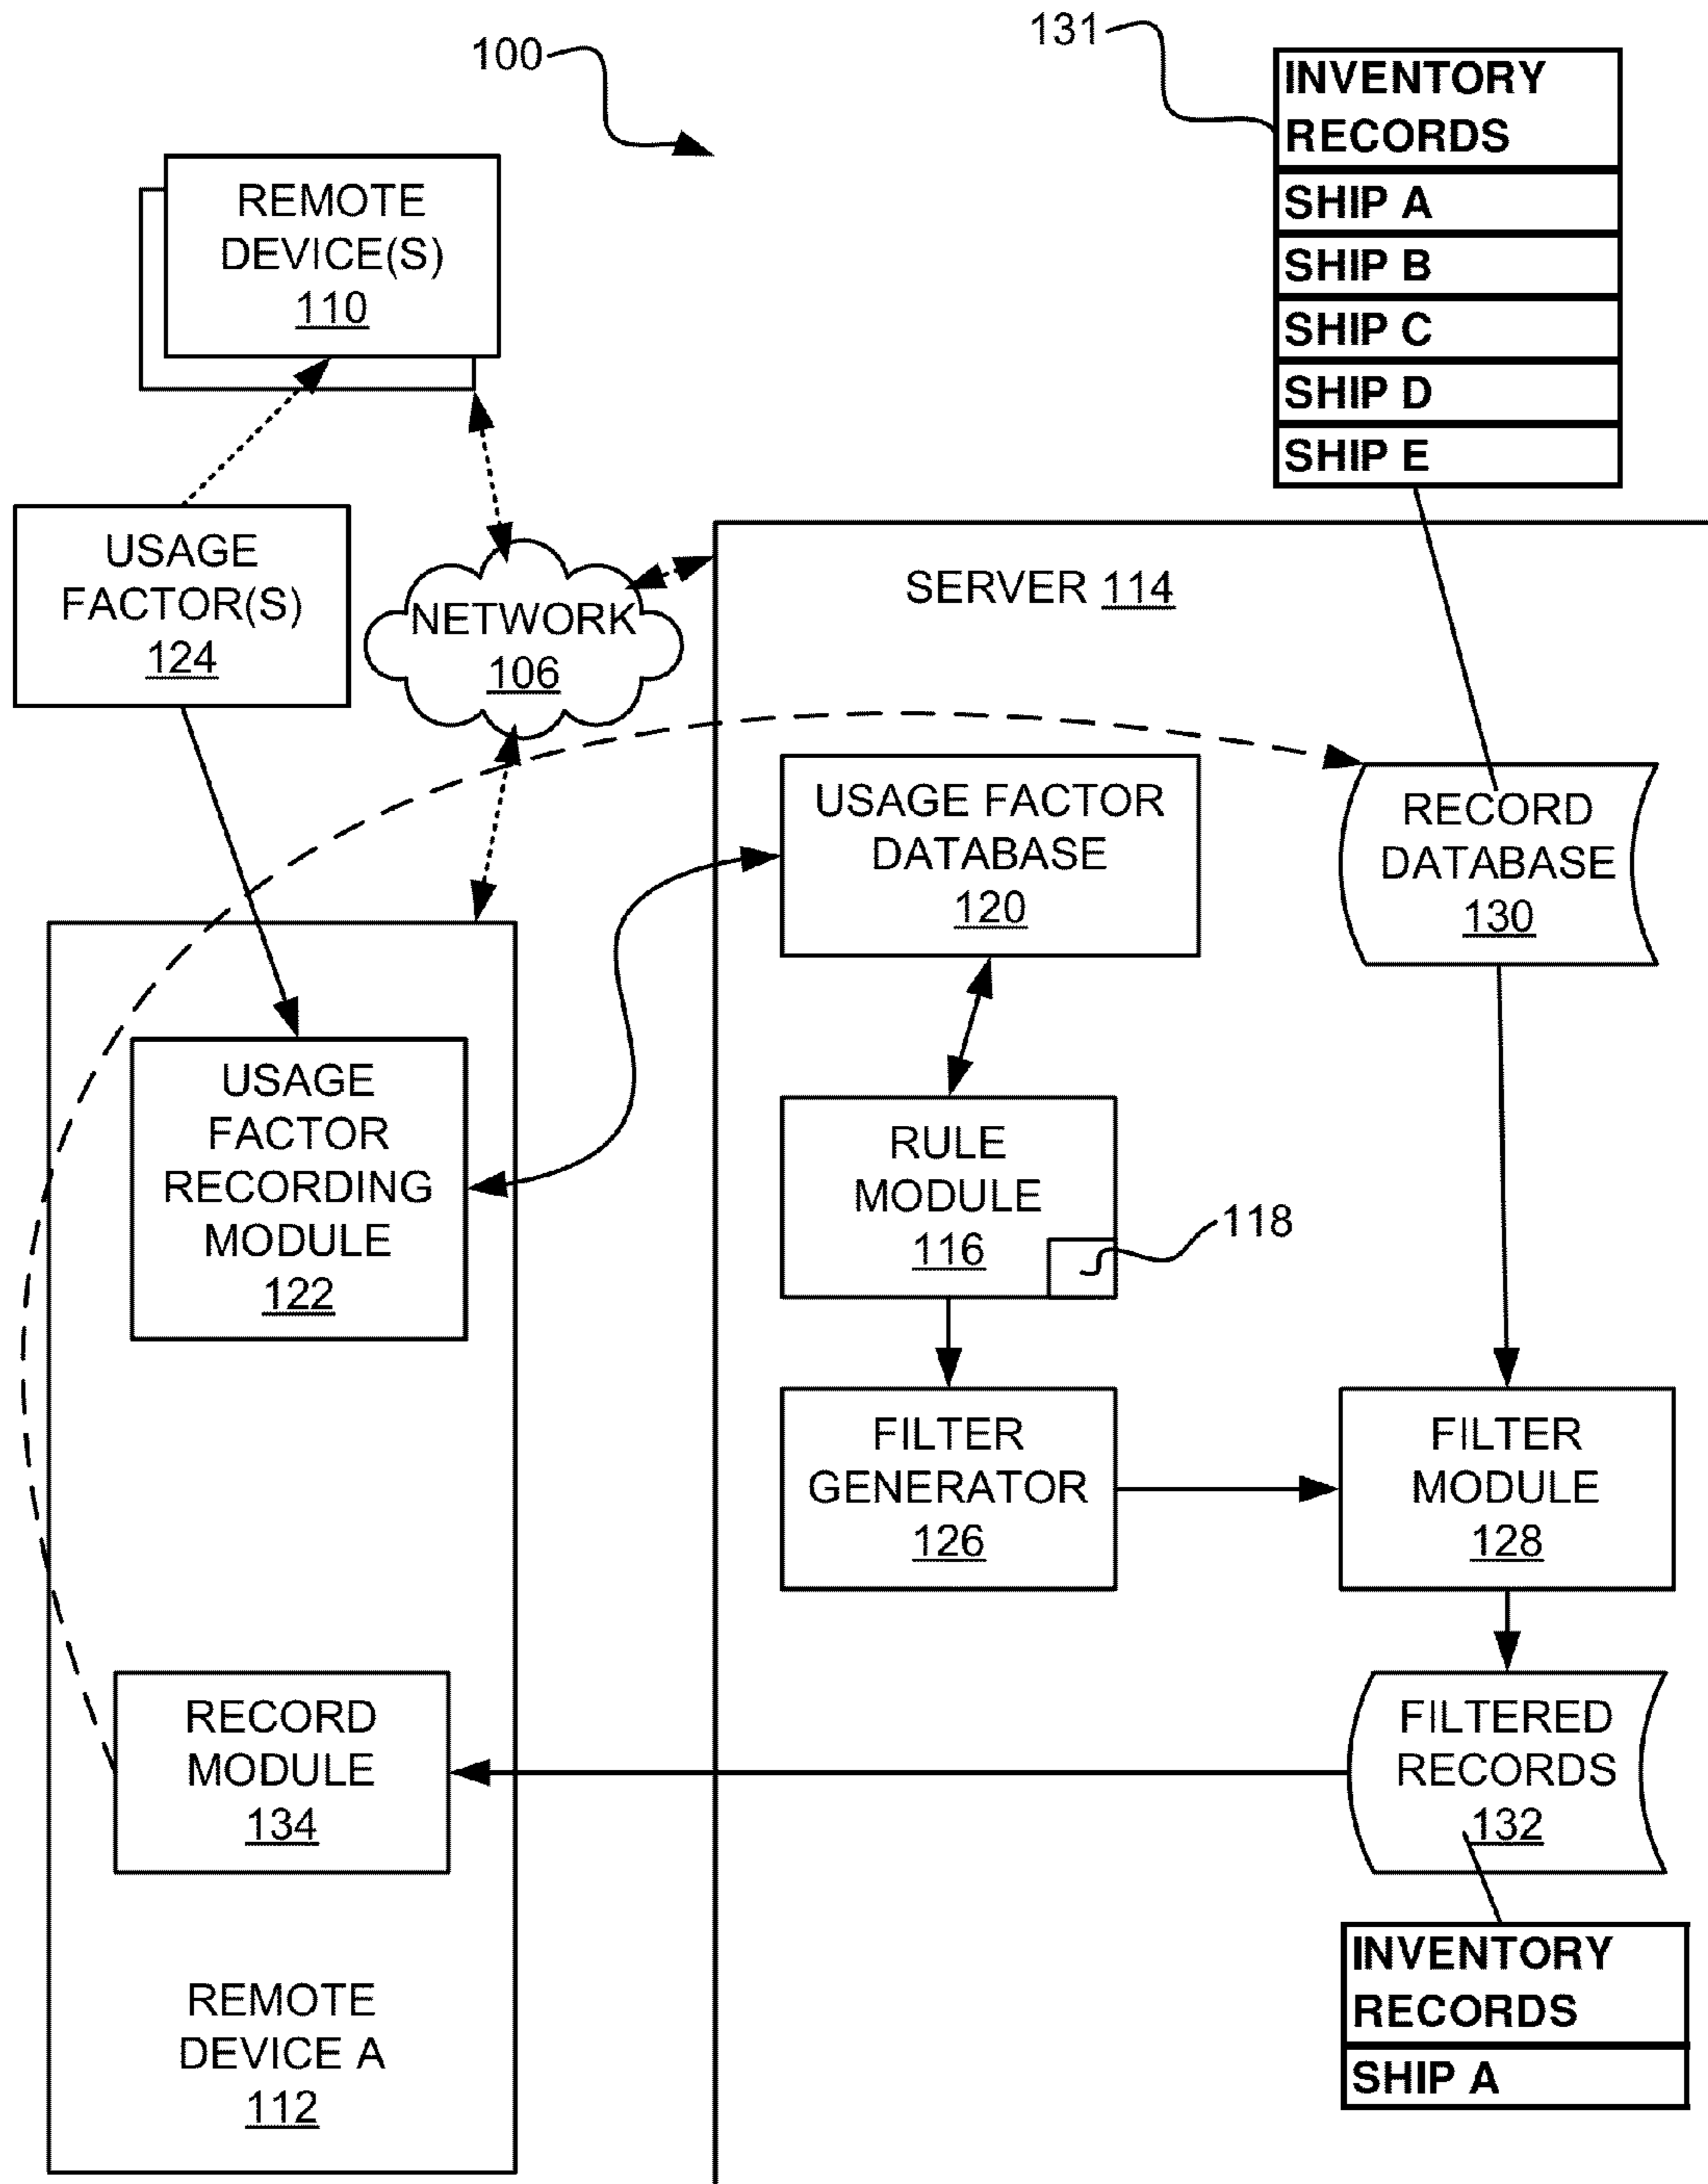 100
131
INVENTORY
RECORDS
SHIP A
SHIP B
SHIP C
SHIP D
SHIP E
REMOTE
DEVICE(S)
110
USAGE
FACTOR(S)
124
NETWORK
106
SERVER 114
USAGE FACTOR
DATABASE
120
RECORD
DATABASE
130
USAGE
FACTOR
RECORDING
MODULE
122
RULE
MODULE
116
118
FILTER
GENERATOR
126
FILTER
MODULE
128
RECORD
MODULE
134
FILTERED
RECORDS
132
INVENTORY
RECORDS
SHIP A
REMOTE
DEVICE A
112